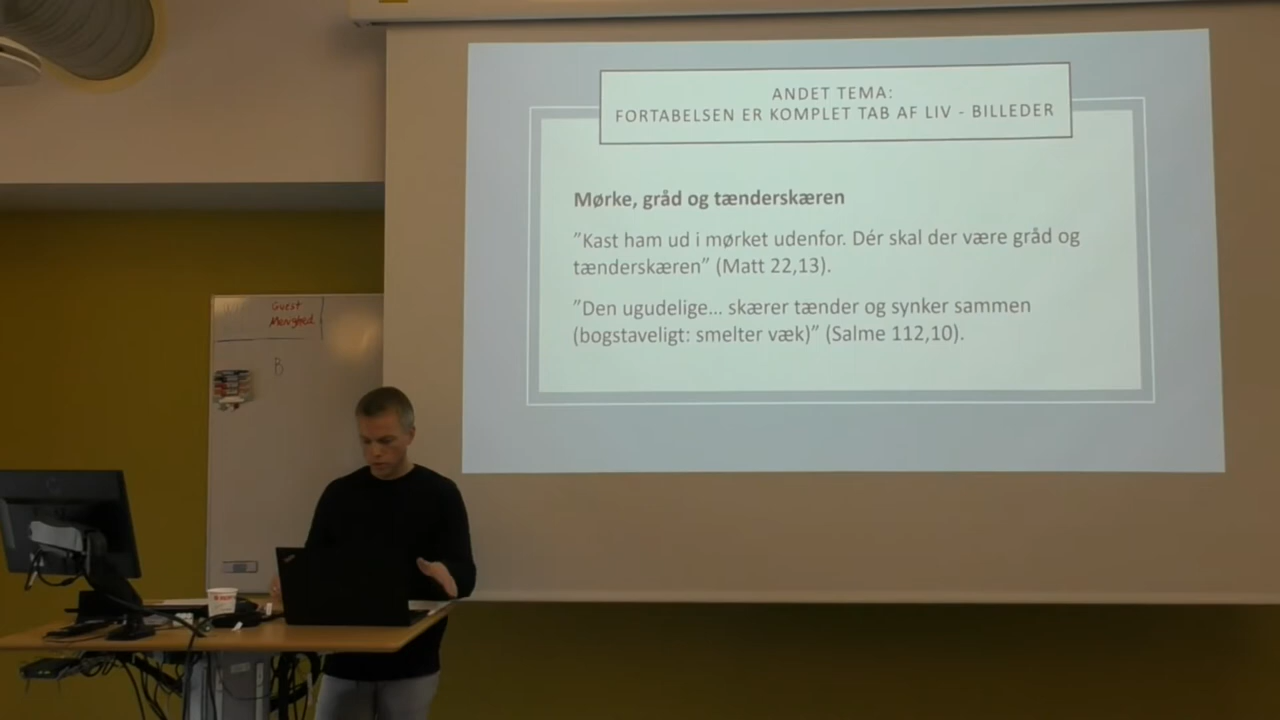 ANDET TEMA:
FORTABELSEN ER KOMPLET TAB AF LIV - BILLEDER
Mørke, gråd og tænderskæren
”Kast ham ud i mørket udenfor. Dér skal der være gråd og
tænderskæren” (Matt 22,13).
”Den ugudelige... skærer tænder og synker sammen
(bogstaveligt: smelter væk)” (Salme 112,10).
Guest
B